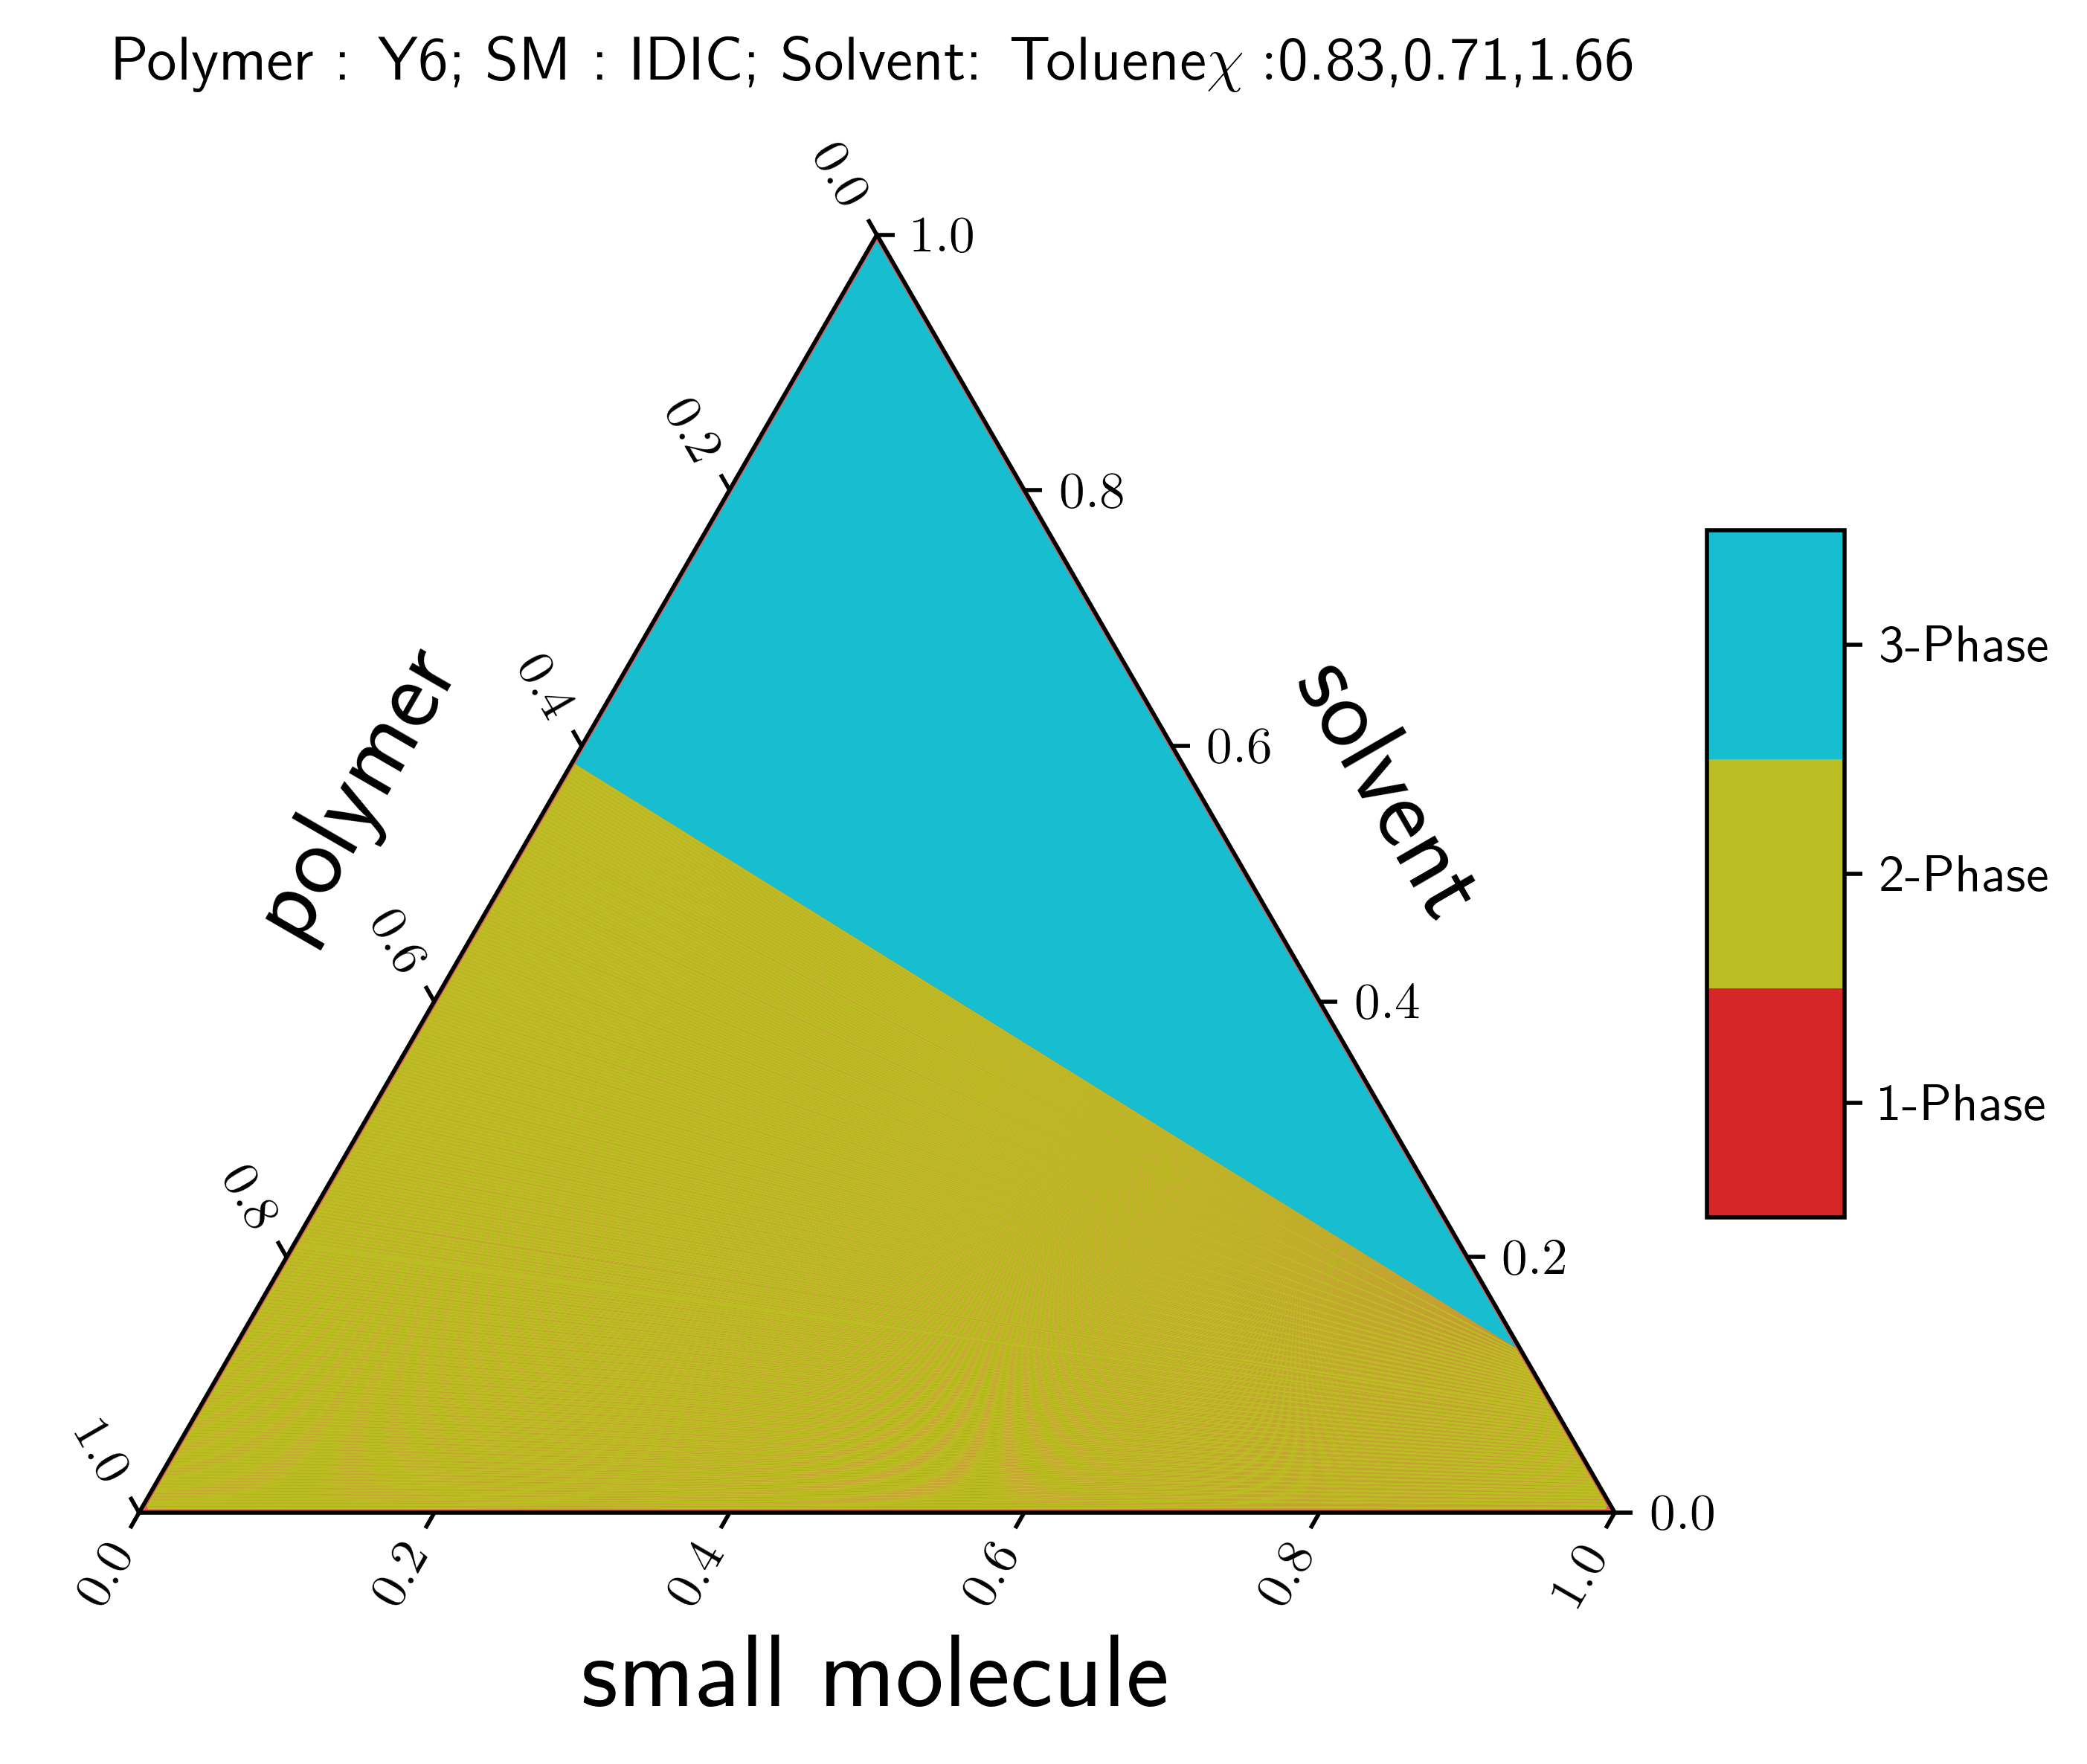 Polymer : Y6; SM : IDIC; Solvent: Tolueneχ :0.83,0.71,1.66
0.0
1.0
0.2
0.8
0.4
0.6
polymer
solvent
3-Phase
2-Phase
1-Phase
0.6
0.4
0.8
0.2
1.0
0.0
0.0
0.2
0.4
0.6
0.8
1.0
small molecule